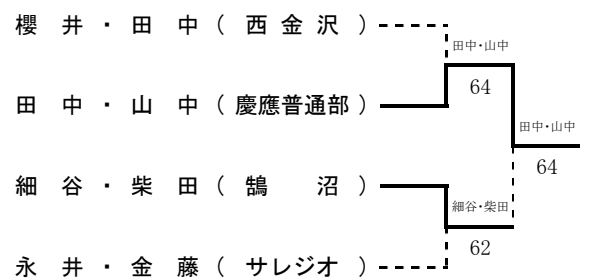 櫻井・田中(西金沢)
田中・山中
64
田中・山中(慶應普通部)
田中・山中
64
細谷・柴田(鵠沼)
細谷・柴田
62
永井・金藤(サレジオ)